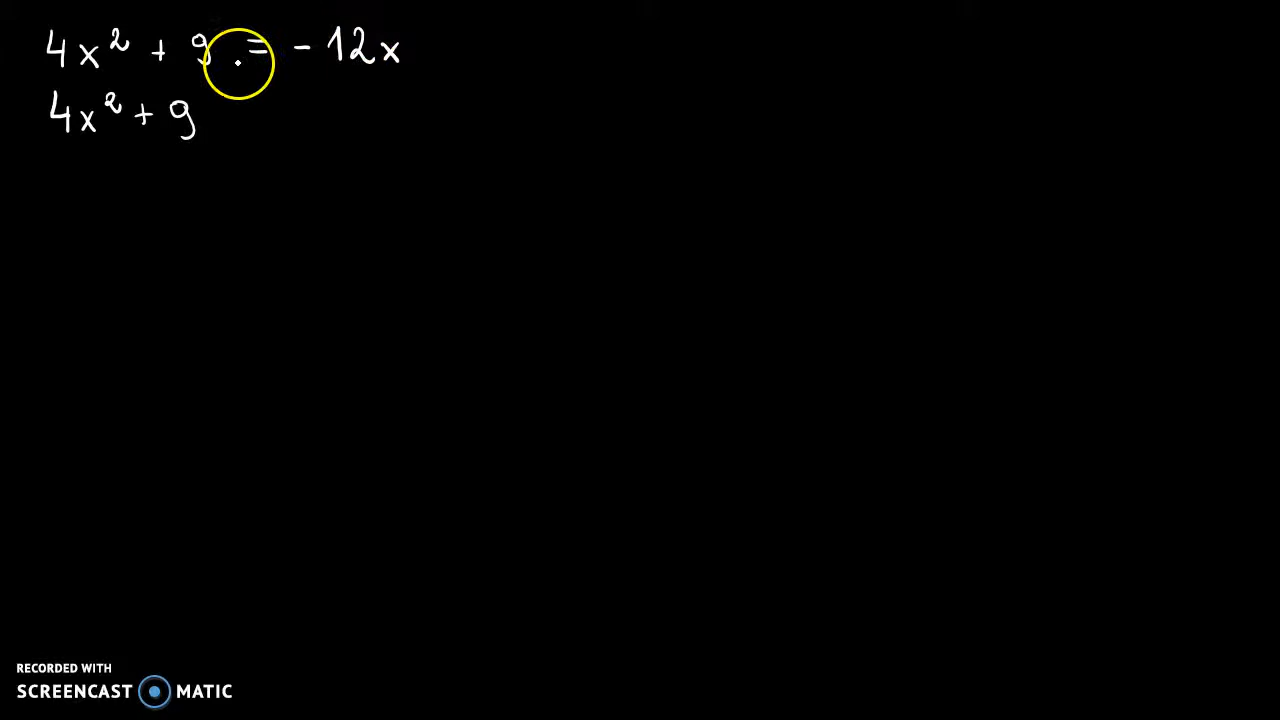 4x² + 9 = - 12x
4x² + 9
RECORDED WITH
SCREENCAST MATIC